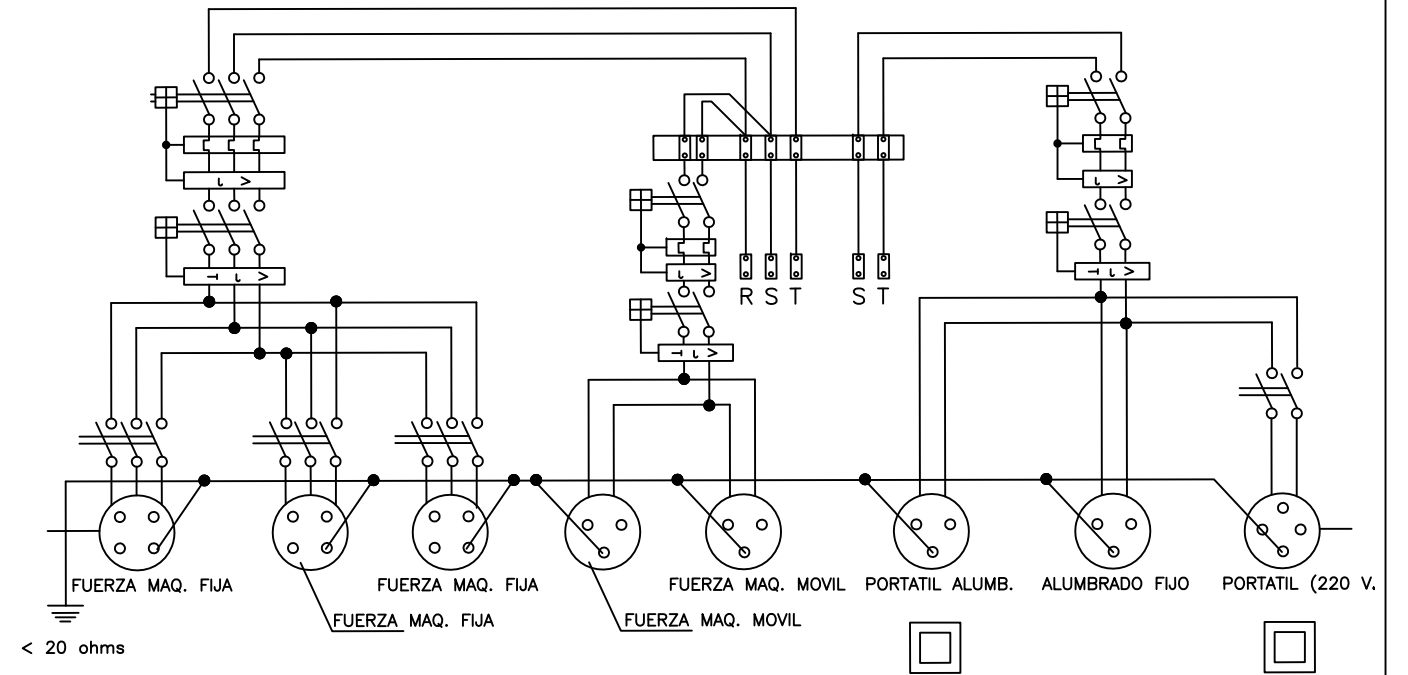 R S T S T
FUERZA MAQ. FIJA
FUERZA MAQ. FIJA
FUERZA MAQ. MOVIL
PORTATIL ALUMB.
ALUMBRADO FIJO
PORTATIL (220 V.
FUERZA MAQ. FIJA
FUERZA MAQ. MOVIL
< 20 ohms